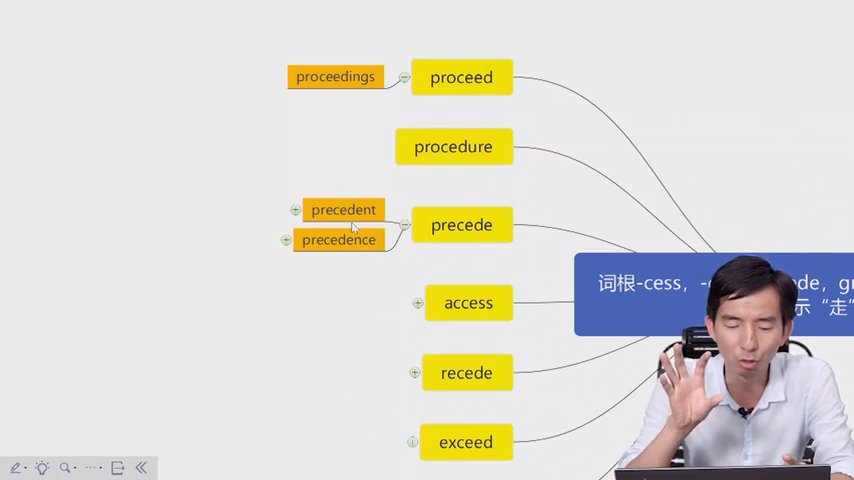 proceedings
proceed
procedure
precedent
precede
precedence
access
recede
exceed
词根-cess，
示“走”